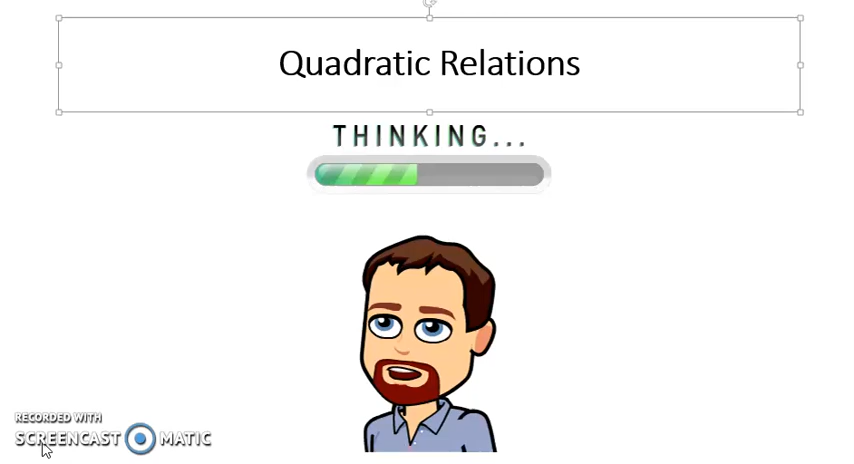 Quadratic Relations
THINKING...
RECORDED WITH
SCREENCAST MATIC